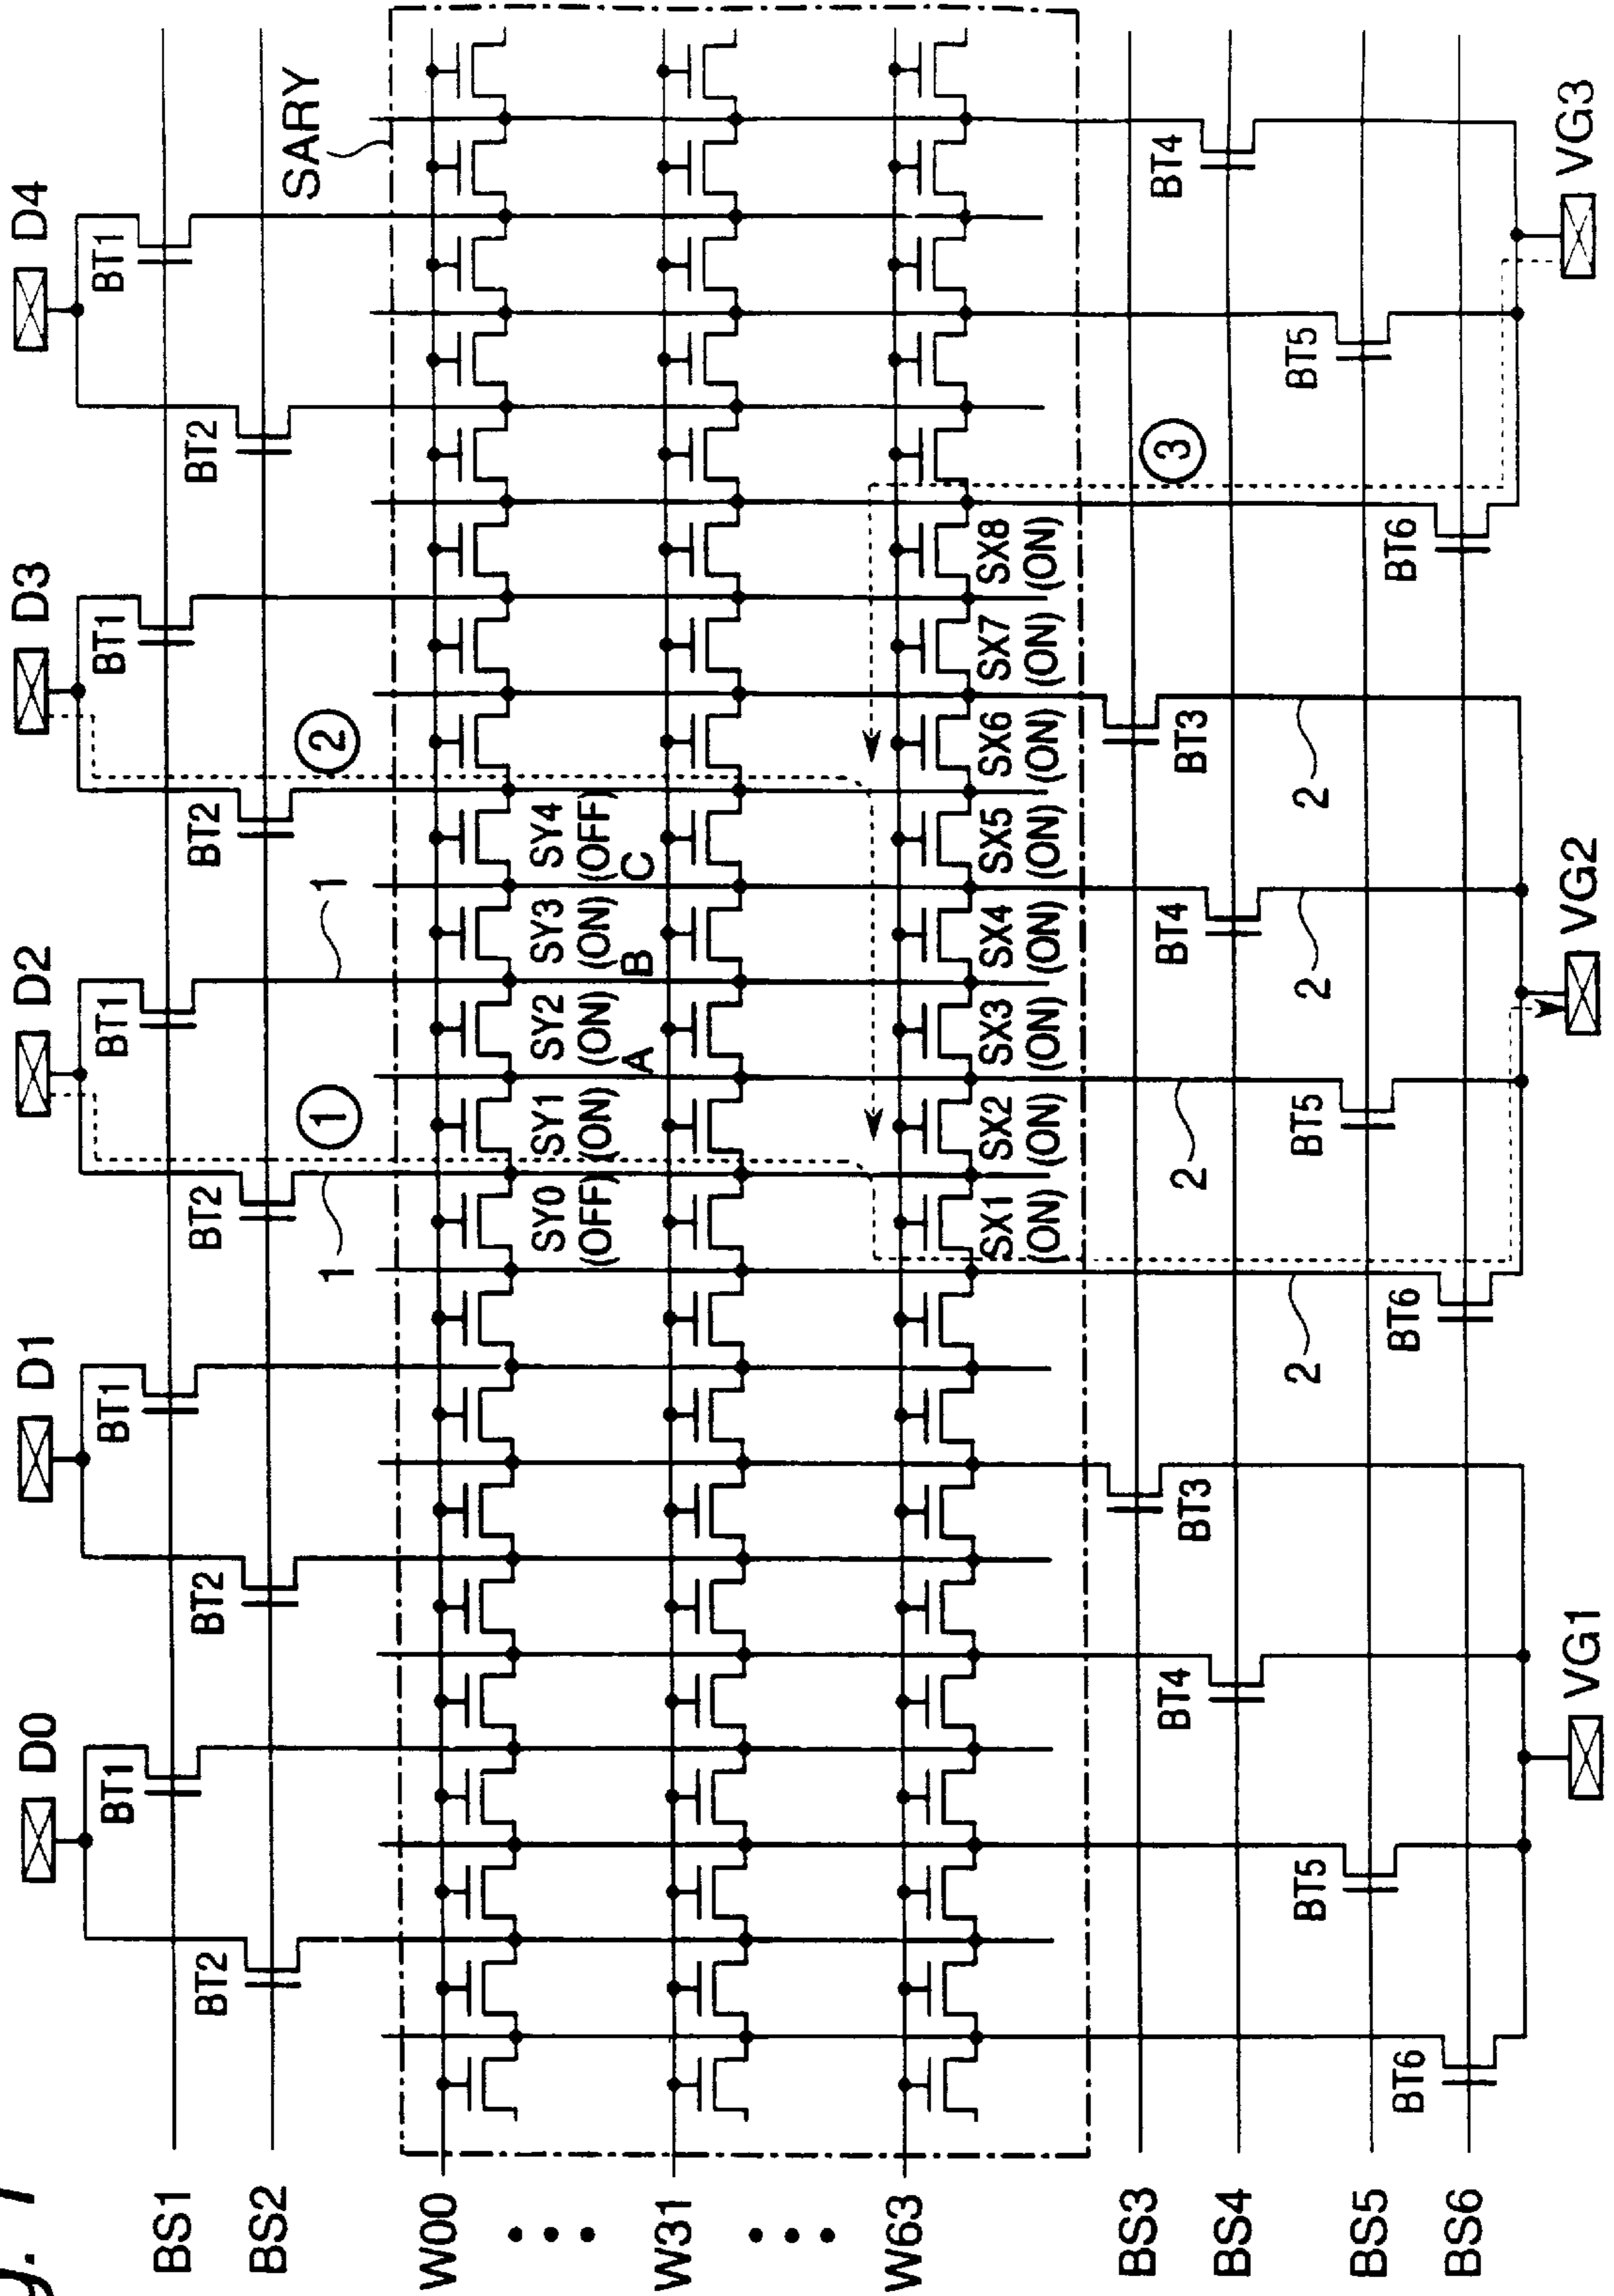 g. 1
D0 D1 D2 D3 D4
BS1 BT1 BT1 BT1 BT1 BT1
BS2 BT2 BT2 BT2 BT2 BT2
SARY
1 ① 1 ②
W00
SY0 SY1 SY2 SY3 SY4
(OFF) (ON) (ON) (ON) (OFF)
A B C
W31
W63
SX1 SX2 SX3 SX4 SX5 SX6 SX7 SX8
(ON) (ON) (ON) (ON) (ON) (ON) (ON) (ON)
BS3 BT3 BT3 ③
BS4 BT4 BT4 BT4
2 2 2 2
BS5 BT5 BT5 BT5
BS6 BT6 BT6 BT6
VG1 VG2 VG3